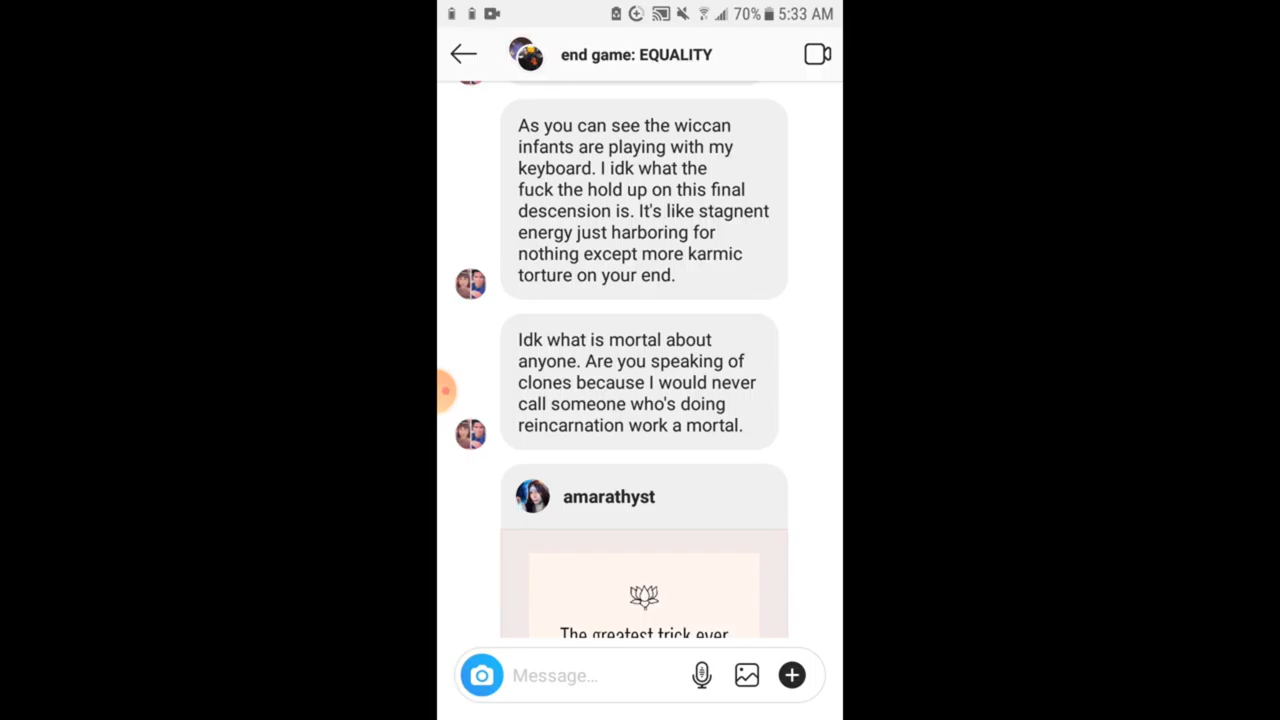 70% 5:33 AM
end game: EQUALITY
As you can see the wiccan
infants are playing with my
keyboard. I idk what the
fuck the hold up on this final
descension is. It's like stagnent
energy just harboring for
nothing except more karmic
torture on your end.
Idk what is mortal about
anyone. Are you speaking of
clones because I would never
call someone who's doing
reincarnation work a mortal.
amarathyst
The greatest trick ever
Message...